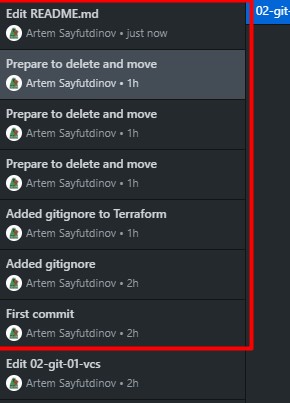 Edit README.md
02-git-
Artem Sayfutdinov • just now
Prepare to delete and move
Artem Sayfutdinov • 1h
Prepare to delete and move
Artem Sayfutdinov • 1h
Prepare to delete and move
Artem Sayfutdinov • 1h
Added gitignore to Terraform
Artem Sayfutdinov • 1h
Added gitignore
Artem Sayfutdinov • 2h
First commit
Artem Sayfutdinov • 2h
Edit 02-git-01-vcs
Artem Sayfutdinov • 2h